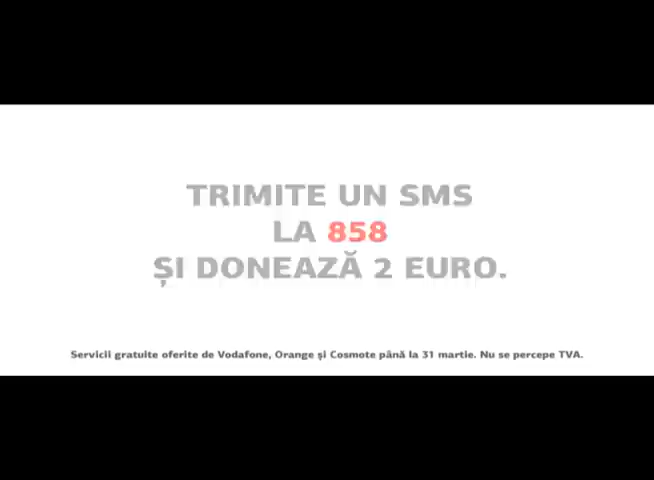 TRIMITE UN SMS
LA 858
ȘI DONEAZĂ 2 EURO.
Servicii gratuite oferite de Vodafone, Orange și Cosmote până la 31 martie. Nu se percepe TVA.